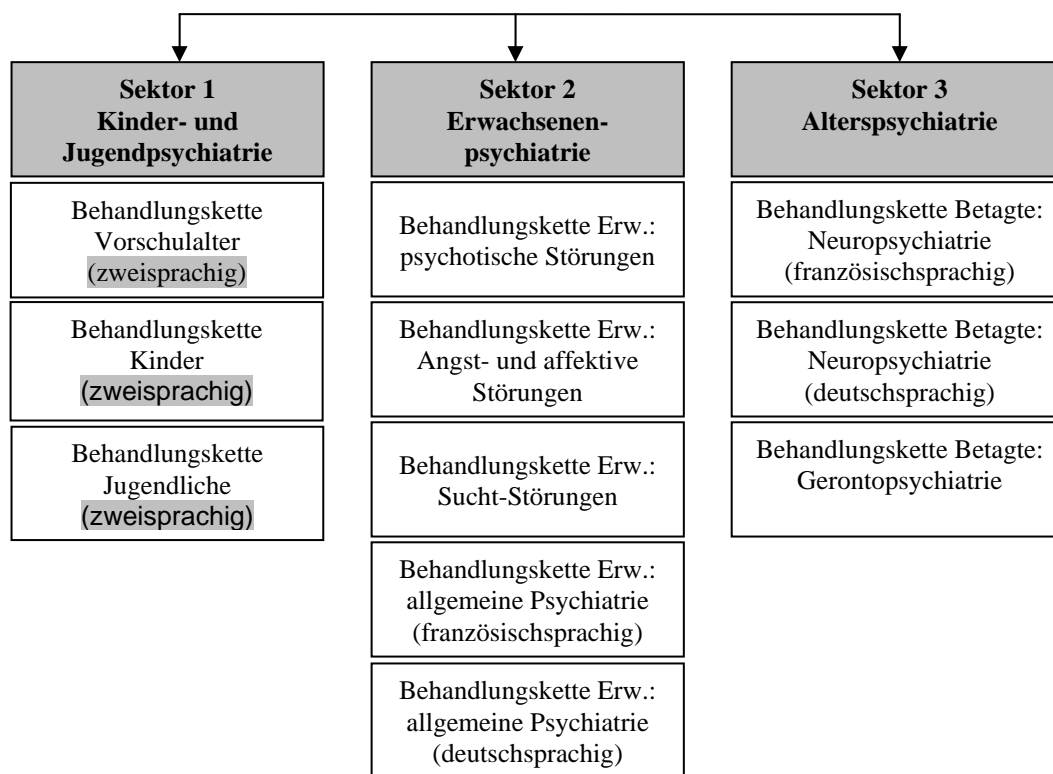 Sektor 1
Kinder- und
Jugendpsychiatrie
Behandlungskette
Vorschulalter
(zweisprachig)
Behandlungskette
Kinder
(zweisprachig)
Behandlungskette
Jugendliche
(zweisprachig)
Sektor 2
Erwachsenen-
psychiatrie
Behandlungskette Erw.:
psychotische Störungen
Behandlungskette Erw.:
Angst- und affektive
Störungen
Behandlungskette Erw.:
Sucht-Störungen
Behandlungskette Erw.:
allgemeine Psychiatrie
(französischsprachig)
Behandlungskette Erw.:
allgemeine Psychiatrie
(deutschsprachig)
Sektor 3
Alterspsychiatrie
Behandlungskette Betagte:
Neuropsychiatrie
(französischsprachig)
Behandlungskette Betagte:
Neuropsychiatrie
(deutschsprachig)
Behandlungskette Betagte:
Gerontopsychiatrie